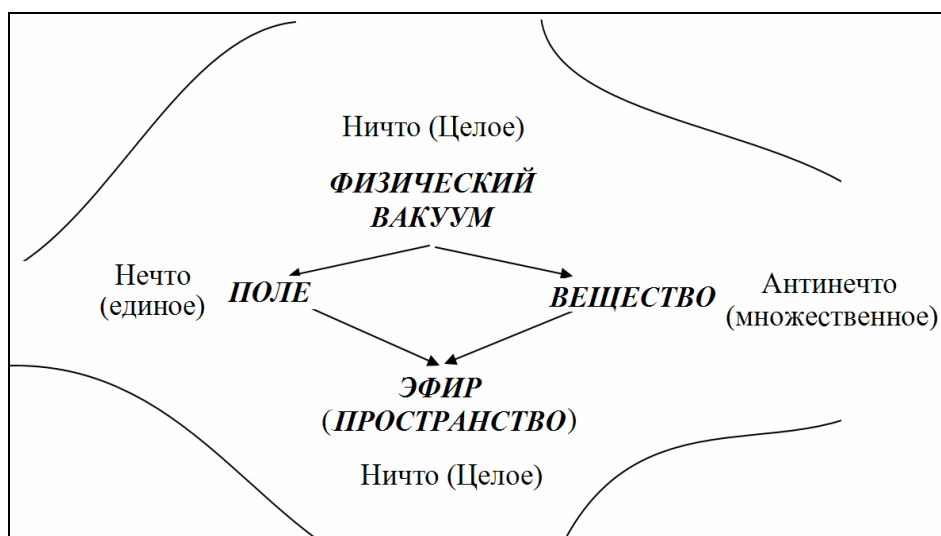 Ничто (Целое)
ФИЗИЧЕСКИЙ
ВАКУУМ
Нечто
(единое)
ПОЛЕ
ВЕЩЕСТВО
Антинечто
(множественное)
ЭФИР
(ПРОСТРАНСТВО)
Ничто (Целое)